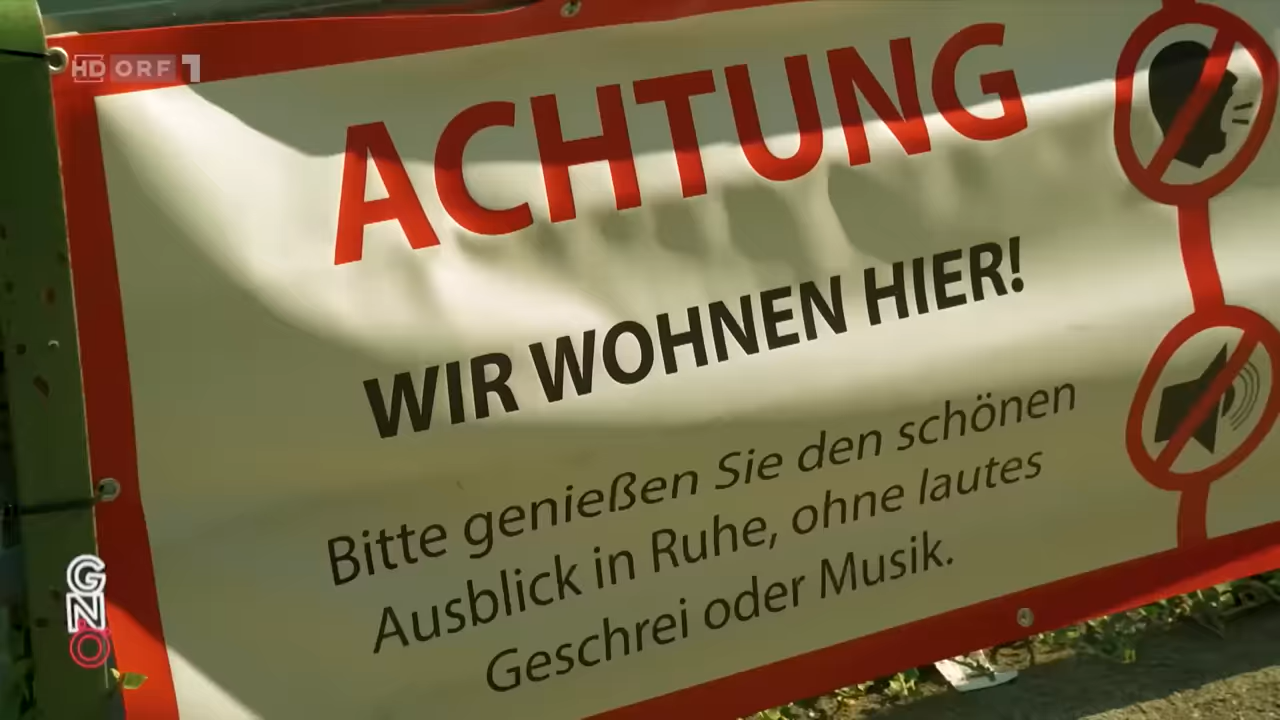 HD ORF 1
ACHTUNG
WIR WOHNEN HIER!
Bitte genießen Sie den schönen
Ausblick in Ruhe, ohne lautes
Geschrei oder Musik.
GNO